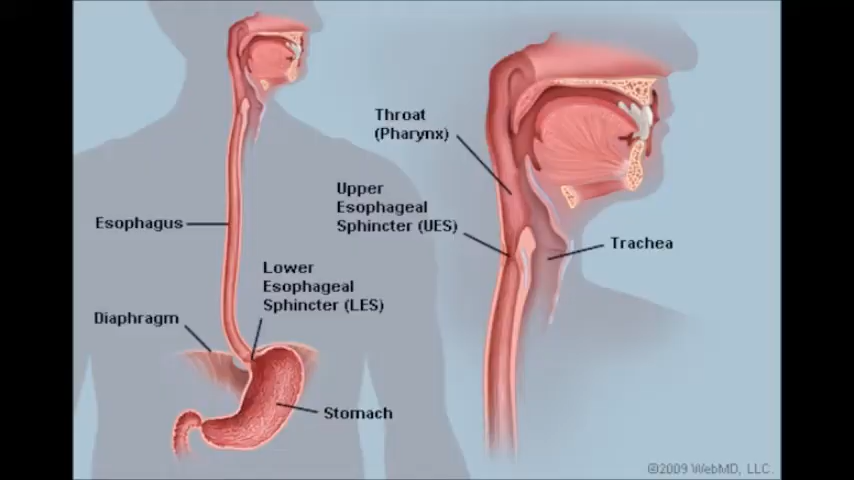 Throat
(Pharynx)
Upper
Esophageal
Sphincter (UES)
Esophagus
Trachea
Lower
Esophageal
Sphincter (LES)
Diaphragm
Stomach
©2009 WebMD, LLC.